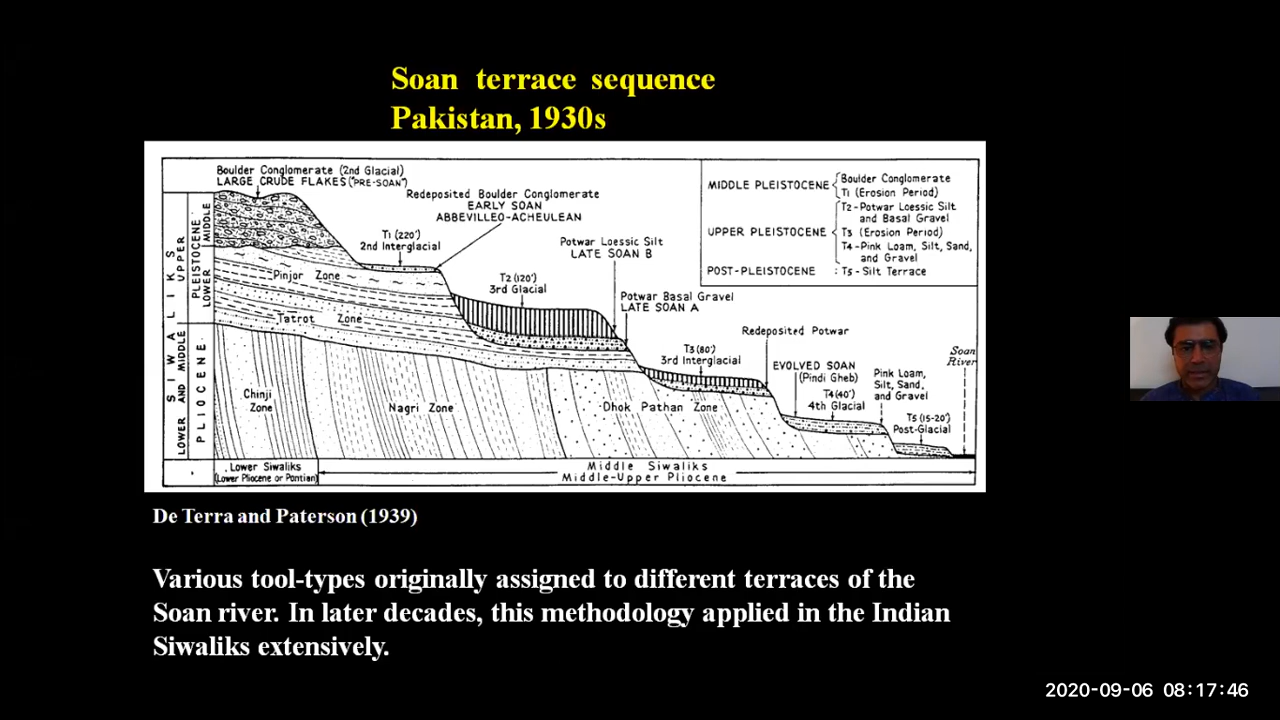 Soan terrace sequence
Pakistan, 1930s
Boulder Conglomerate (2nd Glacial)
LARGE CRUDE FLAKES ("PRE-SOAN")
Redeposited Boulder Conglomerate
EARLY SOAN
ABBEVILLEO-ACHEULEAN
T1 (220')
2nd Interglacial
Potwar Loessic Silt
LATE SOAN B
T2 (120')
3rd Glacial
Potwar Basal Gravel
LATE SOAN A
T3 (80')
3rd Interglacial
Redeposited Potwar
EVOLVED SOAN
(Pindi Gheb)
T4 (40')
4th Glacial
Pink Loam,
Silt, Sand,
and Gravel
T5 (15-20')
Post-Glacial
Soan
River
MIDDLE PLEISTOCENE
Boulder Conglomerate
T1 (Erosion Period)
UPPER PLEISTOCENE
T2-Potwar Loessic Silt
and Basal Gravel
T3 (Erosion Period)
T4-Pink Loam, Silt, Sand,
and Gravel
POST-PLEISTOCENE : T5-Silt Terrace
SIWALIKS
UPPER
LOWER AND MIDDLE
PLEISTOCENE
MIDDLE
LOWER
PLIOCENE
Pinjor Zone
Tatrot Zone
Chinji
Zone
Nagri Zone
Dhok Pathan Zone
Lower Siwaliks
(Lower Pliocene or Pontian)
Middle Siwaliks
Middle-Upper Pliocene
De Terra and Paterson (1939)
Various tool-types originally assigned to different terraces of the
Soan river. In later decades, this methodology applied in the Indian
Siwaliks extensively.
2020-09-06 08:17:46